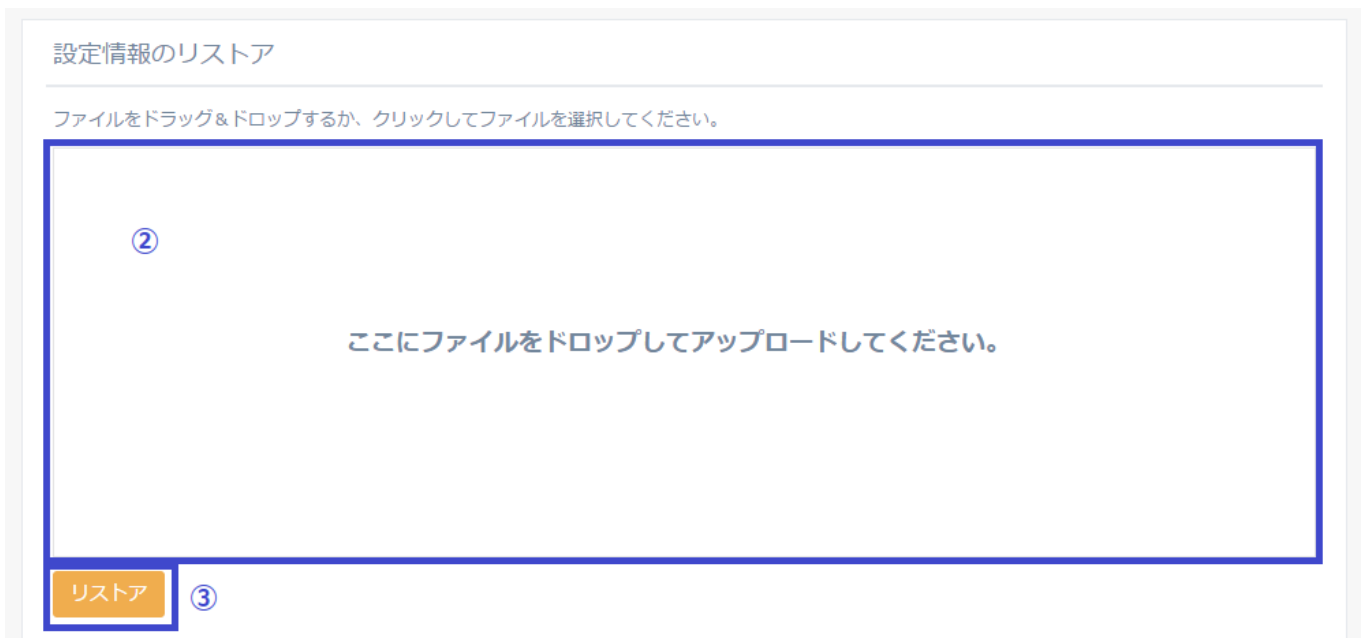 設定情報のリストア
ファイルをドラッグ&ドロップするか、クリックしてファイルを選択してください。
②
ここにファイルをドロップしてアップロードしてください。
リストア
③